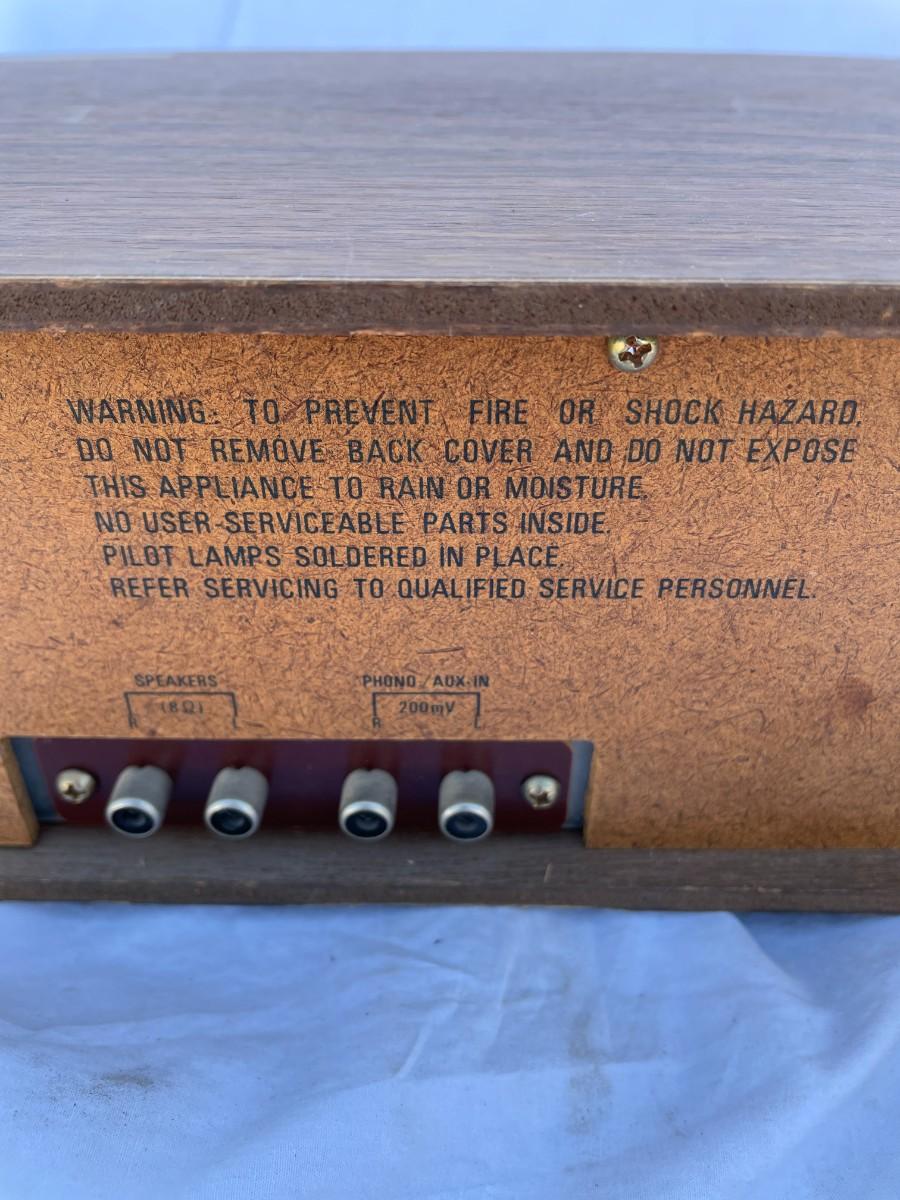 WARNING: TO PREVENT FIRE OR SHOCK HAZARD,
DO NOT REMOVE BACK COVER AND DO NOT EXPOSE
THIS APPLIANCE TO RAIN OR MOISTURE.
NO USER-SERVICEABLE PARTS INSIDE.
PILOT LAMPS SOLDERED IN PLACE.
REFER SERVICING TO QUALIFIED SERVICE PERSONNEL.
SPEAKERS PHONO/AUX-IN
(8Ω) 200mV
R L R L